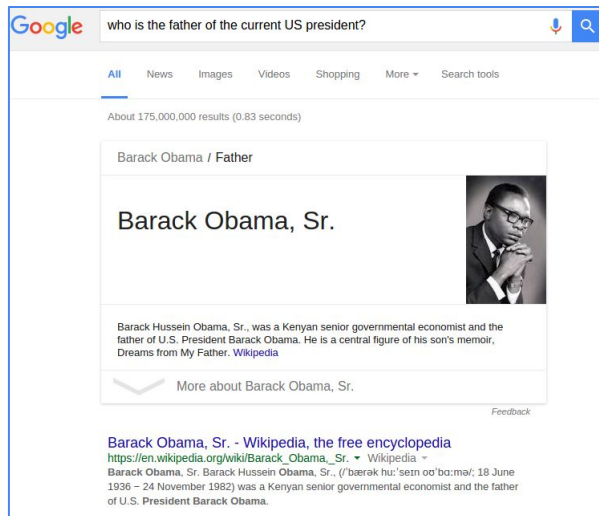 Google
who is the father of the current US president?
All News Images Videos Shopping More Search tools
About 175,000,000 results (0.83 seconds)
Barack Obama / Father
Barack Obama, Sr.
Barack Hussein Obama, Sr., was a Kenyan senior governmental economist and the
father of U.S. President Barack Obama. He is a central figure of his son's memoir,
Dreams from My Father. Wikipedia
More about Barack Obama, Sr.
Feedback
Barack Obama, Sr. - Wikipedia, the free encyclopedia
https://en.wikipedia.org/wiki/Barack_Obama,_Sr. Wikipedia
Barack Obama, Sr. Barack Hussein Obama, Sr., (/ˈbærək huːˈseɪn oʊˈbɑːmə/; 18 June
1936 – 24 November 1982) was a Kenyan senior governmental economist and the father
of U.S. President Barack Obama.